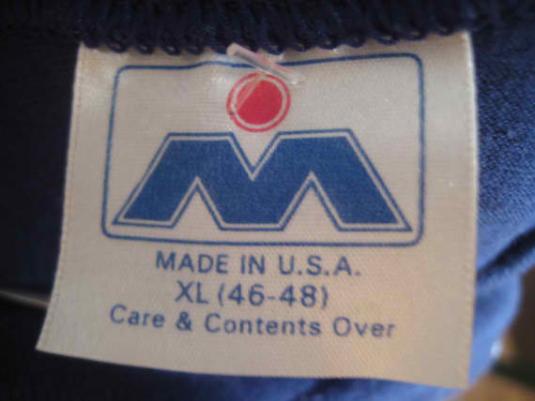 M
MADE IN U.S.A.
XL (46-48)
Care & Contents Over